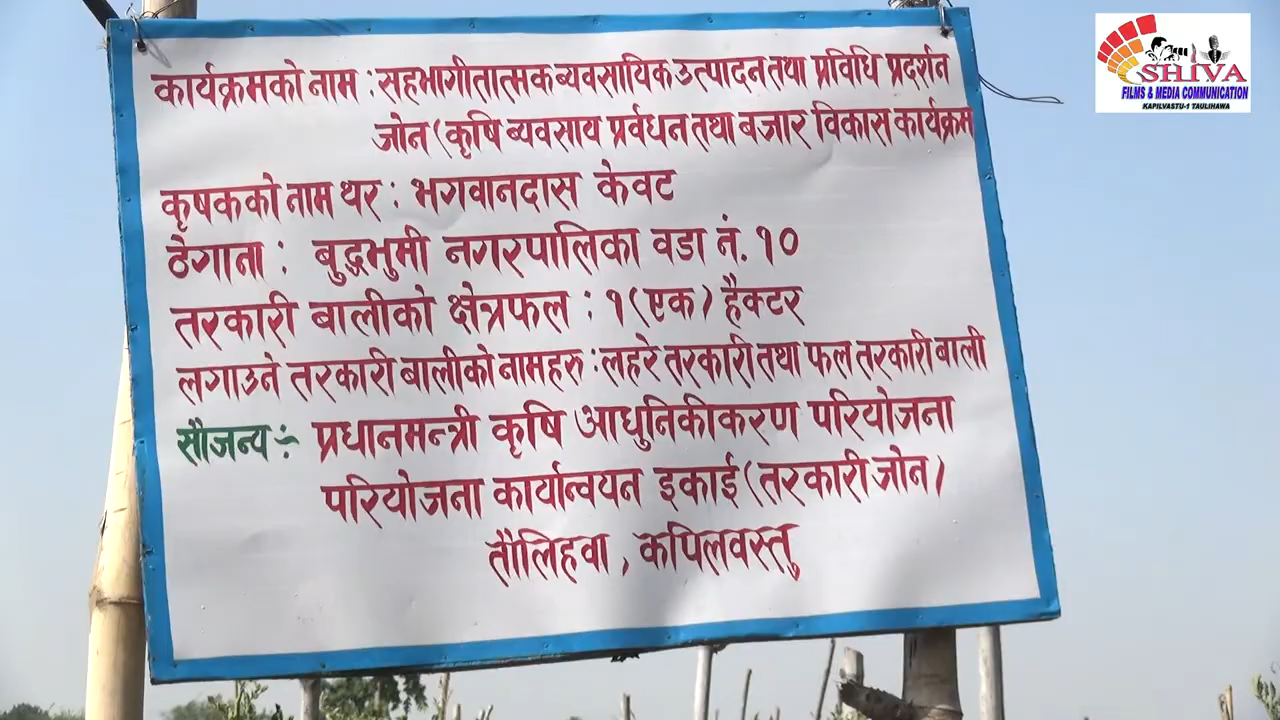 कार्यक्रमको नाम : सहभागीतात्मक व्यवसायिक उत्पादन तथा प्रविधि प्रदर्शन
जोन (कृषि व्यवसाय प्रर्वधन तथा बजार विकास कार्यक्रम
कृषकको नाम थर : भगवानदास केवट
ठेगाना : बुद्धभुमी नगरपालिका वडा नं. १०
तरकारी बालीको क्षेत्रफल : १ (एक) हैक्टर
लगाउने तरकारी बालीको नामहरु : लहरे तरकारी तथा फल तरकारी बाली
सौजन्य :- प्रधानमन्त्री कृषि आधुनिकीकरण परियोजना
परियोजना कार्यान्वयन इकाई (तरकारी जोन)
तौलिहवा, कपिलवस्तु
SHIVA
FILMS & MEDIA COMMUNICATION
KAPILVASTU-1 TAULIHAWA